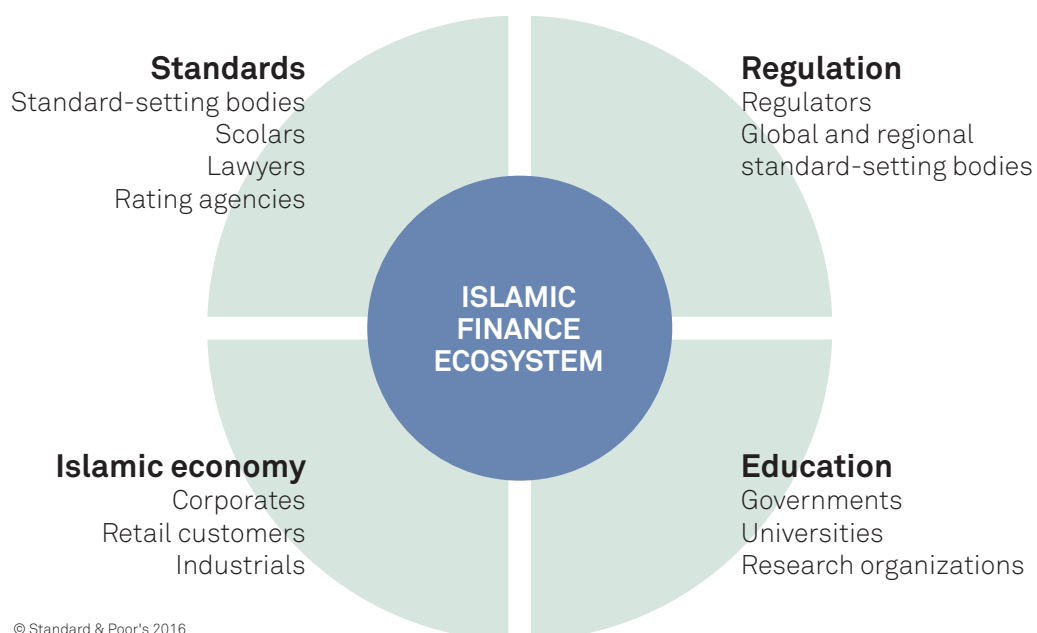 Standards
Standard-setting bodies
Scolars
Lawyers
Rating agencies
Regulation
Regulators
Global and regional
standard-setting bodies
ISLAMIC
FINANCE
ECOSYSTEM
Islamic economy
Corporates
Retail customers
Industrials
Education
Governments
Universities
Research organizations
© Standard & Poor's 2016